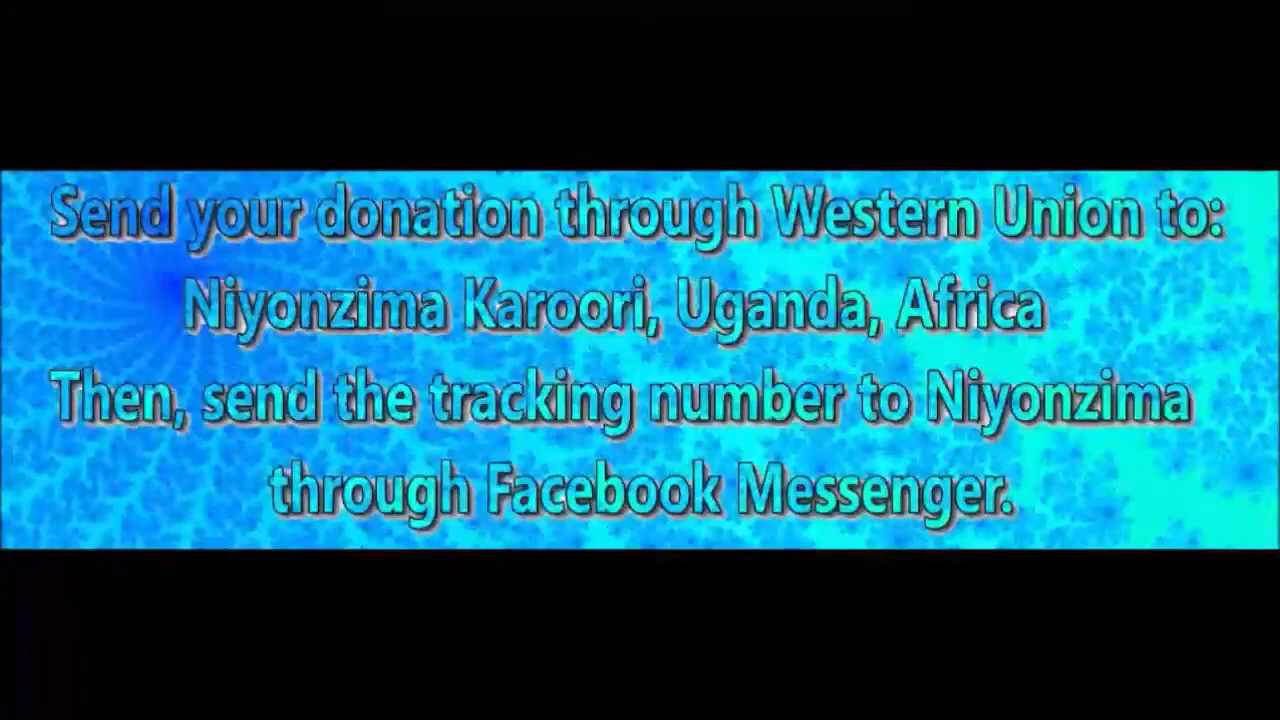 Send your donation through Western Union to:
Niyonzima Karoori, Uganda, Africa
Then, send the tracking number to Niyonzima
through Facebook Messenger.